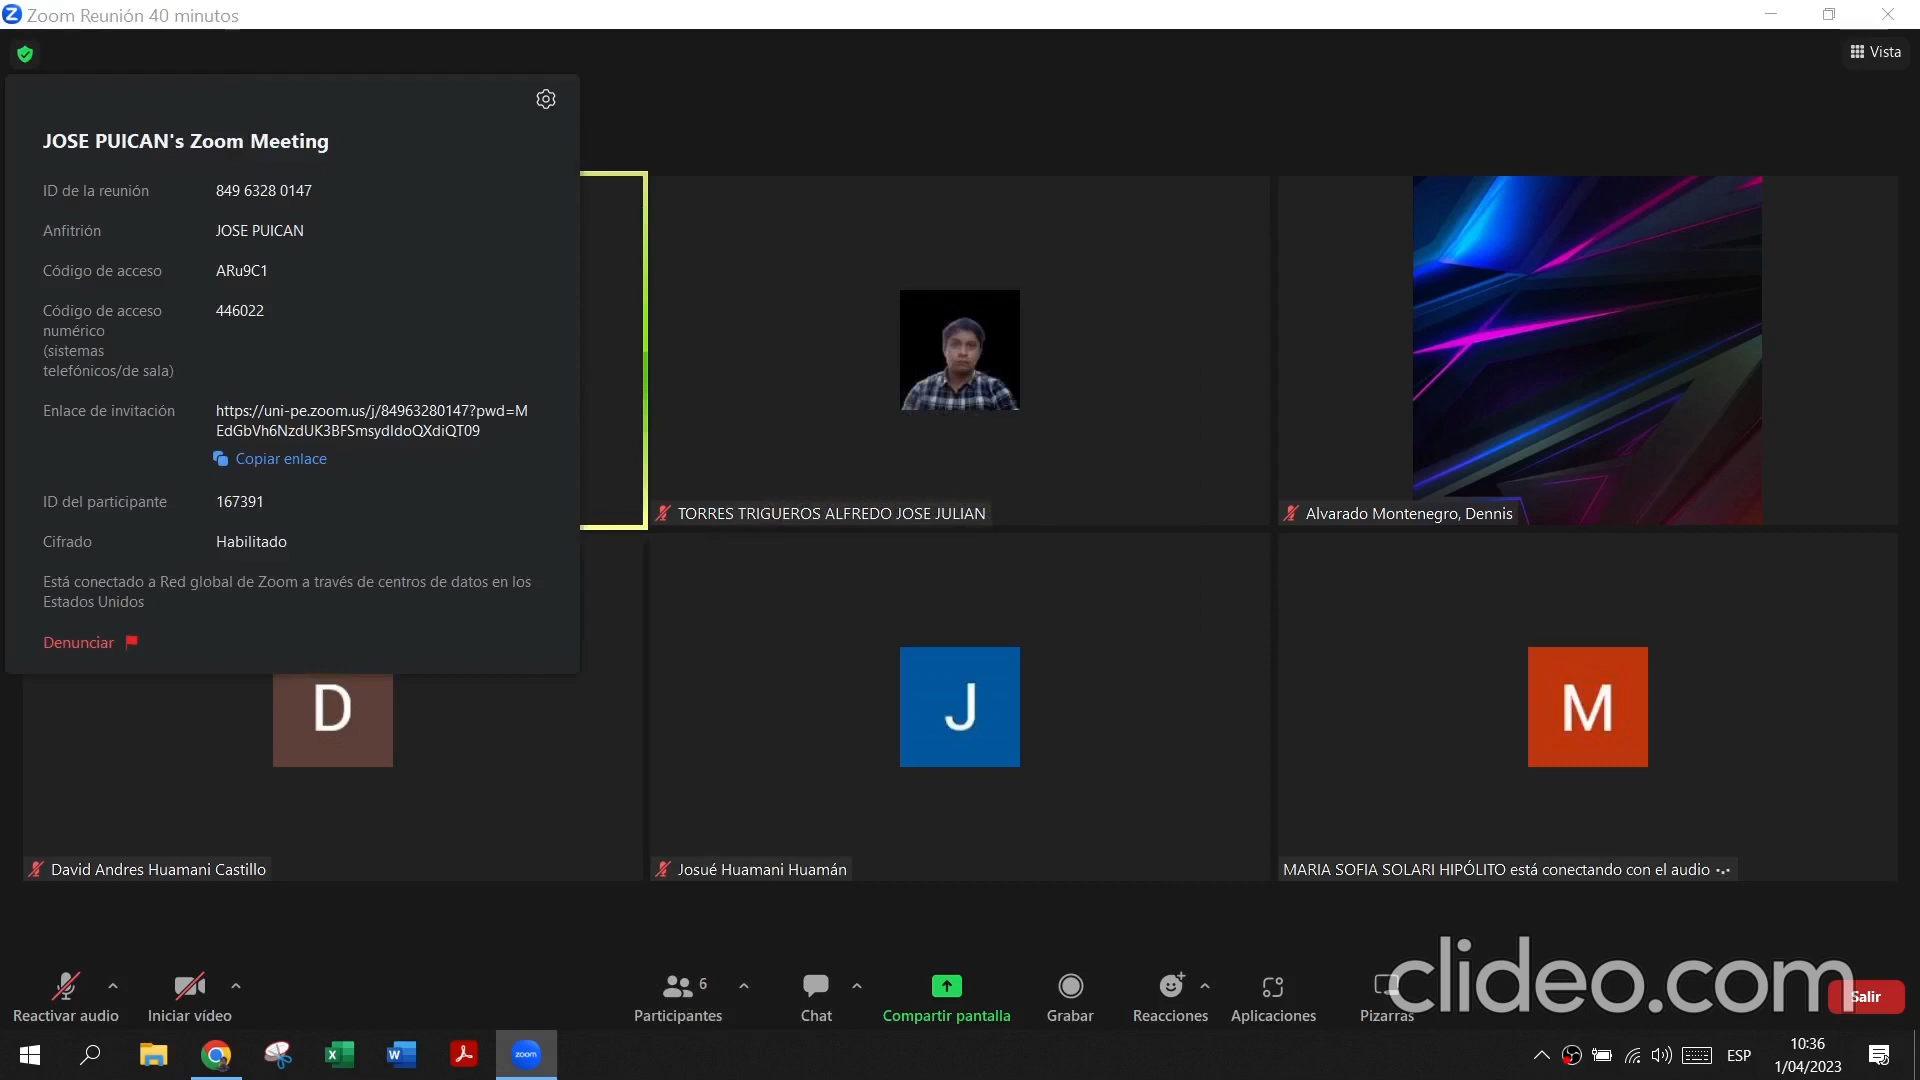 Zoom Reunión 40 minutos
Vista
JOSE PUICAN's Zoom Meeting
ID de la reunión 849 6328 0147
Anfitrión JOSE PUICAN
Código de acceso ARu9C1
Código de acceso 446022
numérico
(sistemas
telefónicos/de sala)
Enlace de invitación https://uni-pe.zoom.us/j/84963280147?pwd=M
EdGbVh6NzdUK3BFSmsydldoQXdiQT09
Copiar enlace
ID del participante 167391
Cifrado Habilitado
Está conectado a Red global de Zoom a través de centros de datos en los
Estados Unidos
Denunciar
TORRES TRIGUEROS ALFREDO JOSE JULIAN
Alvarado Montenegro, Dennis
D
J
M
David Andres Huamani Castillo
Josué Huamani Huamán
MARIA SOFIA SOLARI HIPÓLITO está conectando con el audio
clideo.com
6
Reactivar audio
Iniciar vídeo
Participantes
Chat
Compartir pantalla
Grabar
Reacciones
Aplicaciones
Pizarras
Salir
zoom
ESP
10:36
1/04/2023